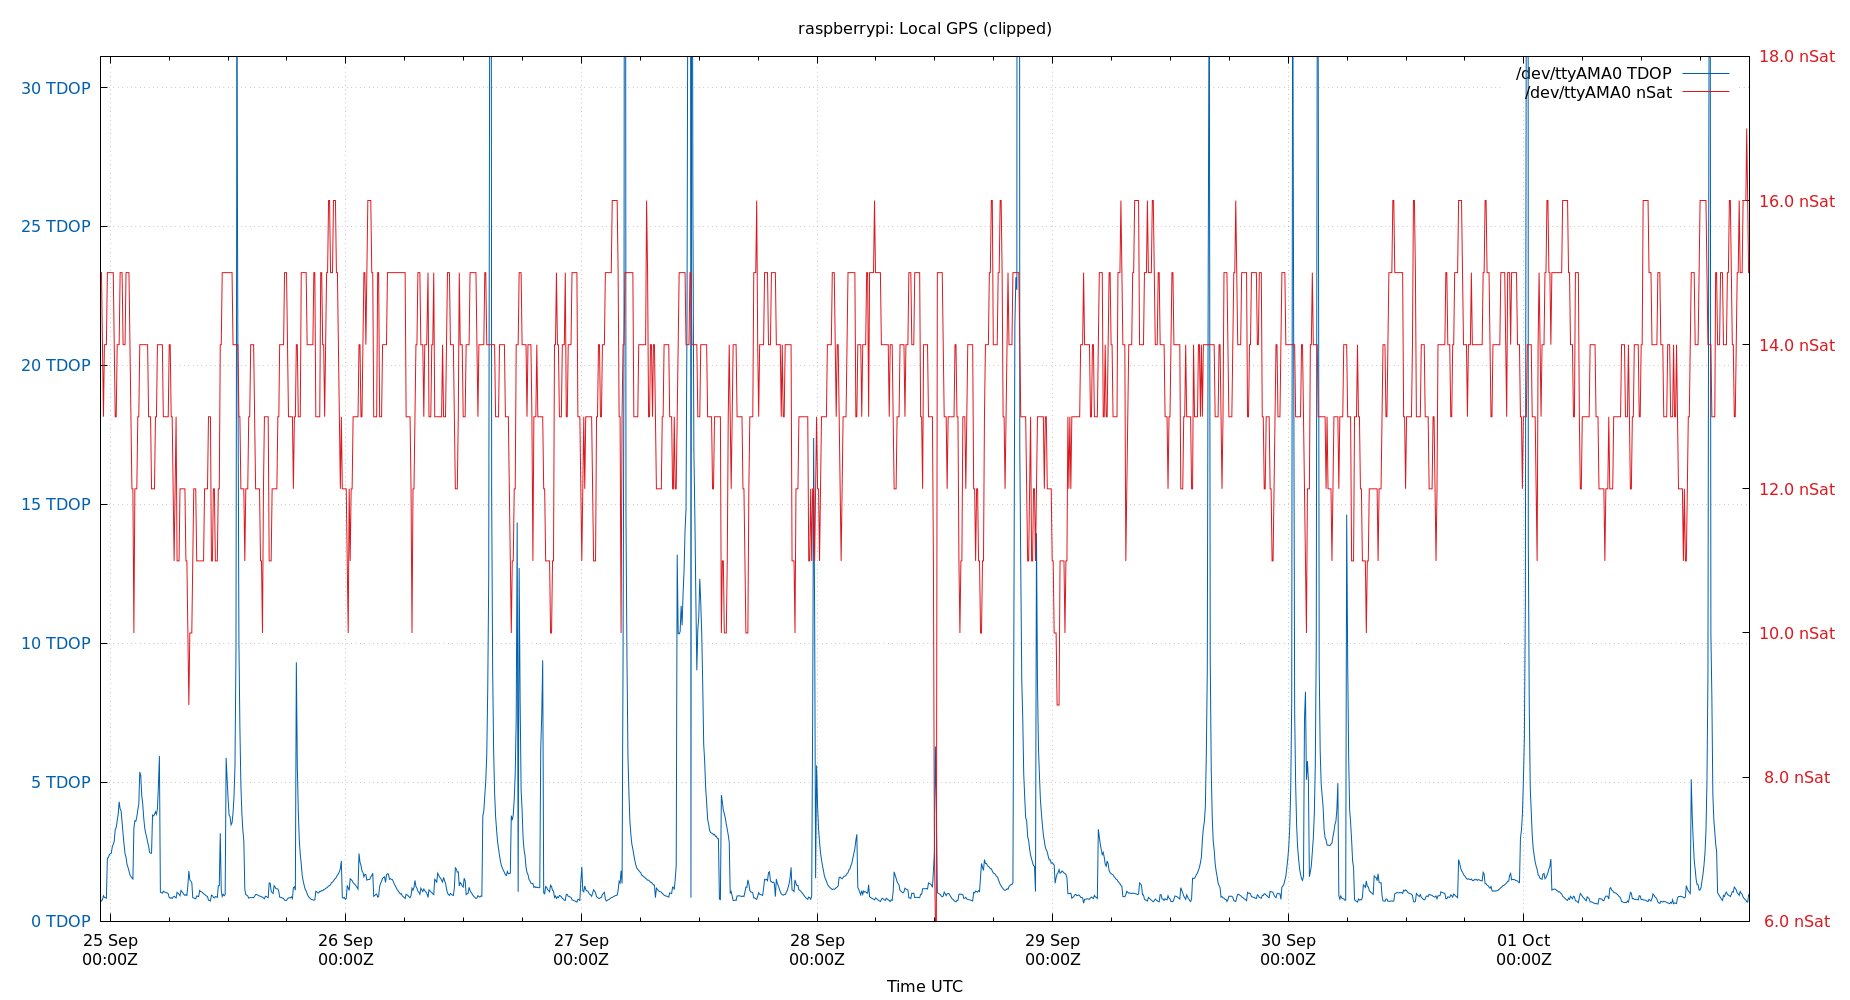 raspberrypi: Local GPS (clipped)
18.0 nSat
/dev/ttyAMA0 TDOP
30 TDOP
/dev/ttyAMA0 nSat
16.0 nSat
25 TDOP
14.0 nSat
20 TDOP
15 TDOP
12.0 nSat
10 TDOP
10.0 nSat
5 TDOP
8.0 nSat
0 TDOP
6.0 nSat
25 Sep 26 Sep 27 Sep 28 Sep 29 Sep 30 Sep 01 Oct
00:00Z 00:00Z 00:00Z 00:00Z 00:00Z 00:00Z 00:00Z
Time UTC